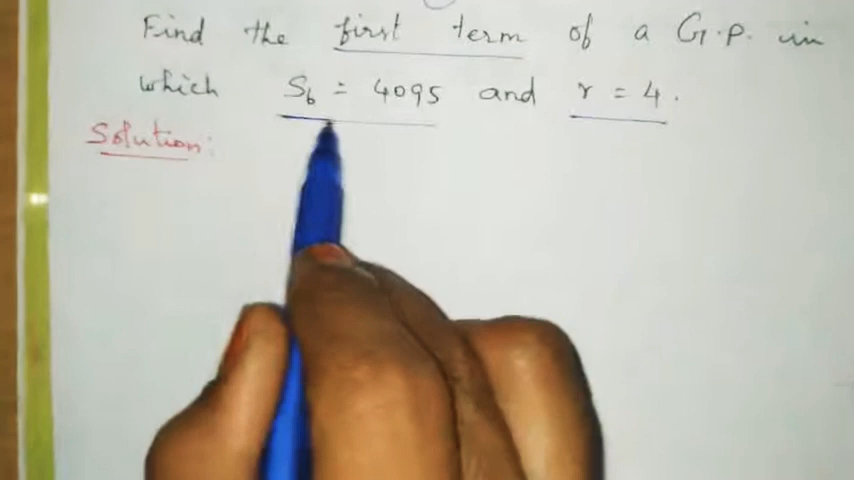 Find the first term of a G.P. in
which S₆ = 4095 and r = 4.
Solution: